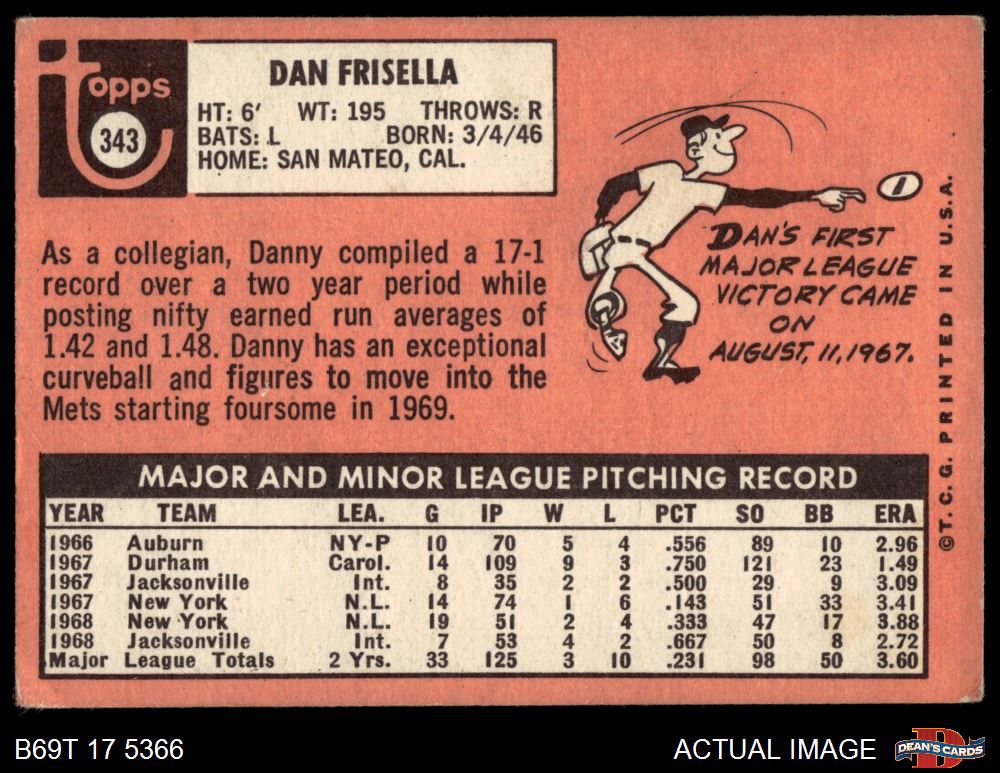 topps
343
DAN FRISELLA
HT: 6' WT: 195 THROWS: R
BATS: L BORN: 3/4/46
HOME: SAN MATEO, CAL.
As a collegian, Danny compiled a 17-1
record over a two year period while
posting nifty earned run averages of
1.42 and 1.48. Danny has an exceptional
curveball and figures to move into the
Mets starting foursome in 1969.
1
DAN'S FIRST
MAJOR LEAGUE
VICTORY CAME
ON
AUGUST, 11, 1967.
©T. C. G. PRINTED IN U.S.A.
MAJOR AND MINOR LEAGUE PITCHING RECORD
YEAR TEAM LEA. G IP W L PCT SO BB ERA
1966 Auburn NY-P 10 70 5 4 .556 89 10 2.96
1967 Durham Carol. 14 109 9 3 .750 121 23 1.49
1967 Jacksonville Int. 8 35 2 2 .500 29 9 3.09
1967 New York N.L. 14 74 1 6 .143 51 33 3.41
1968 New York N.L. 19 51 2 4 .333 47 17 3.88
1968 Jacksonville Int. 7 53 4 2 .667 50 8 2.72
Major League Totals 2 Yrs. 33 125 3 10 .231 98 50 3.60
B69T 17 5366
ACTUAL IMAGE
D
DEAN'S CARDS